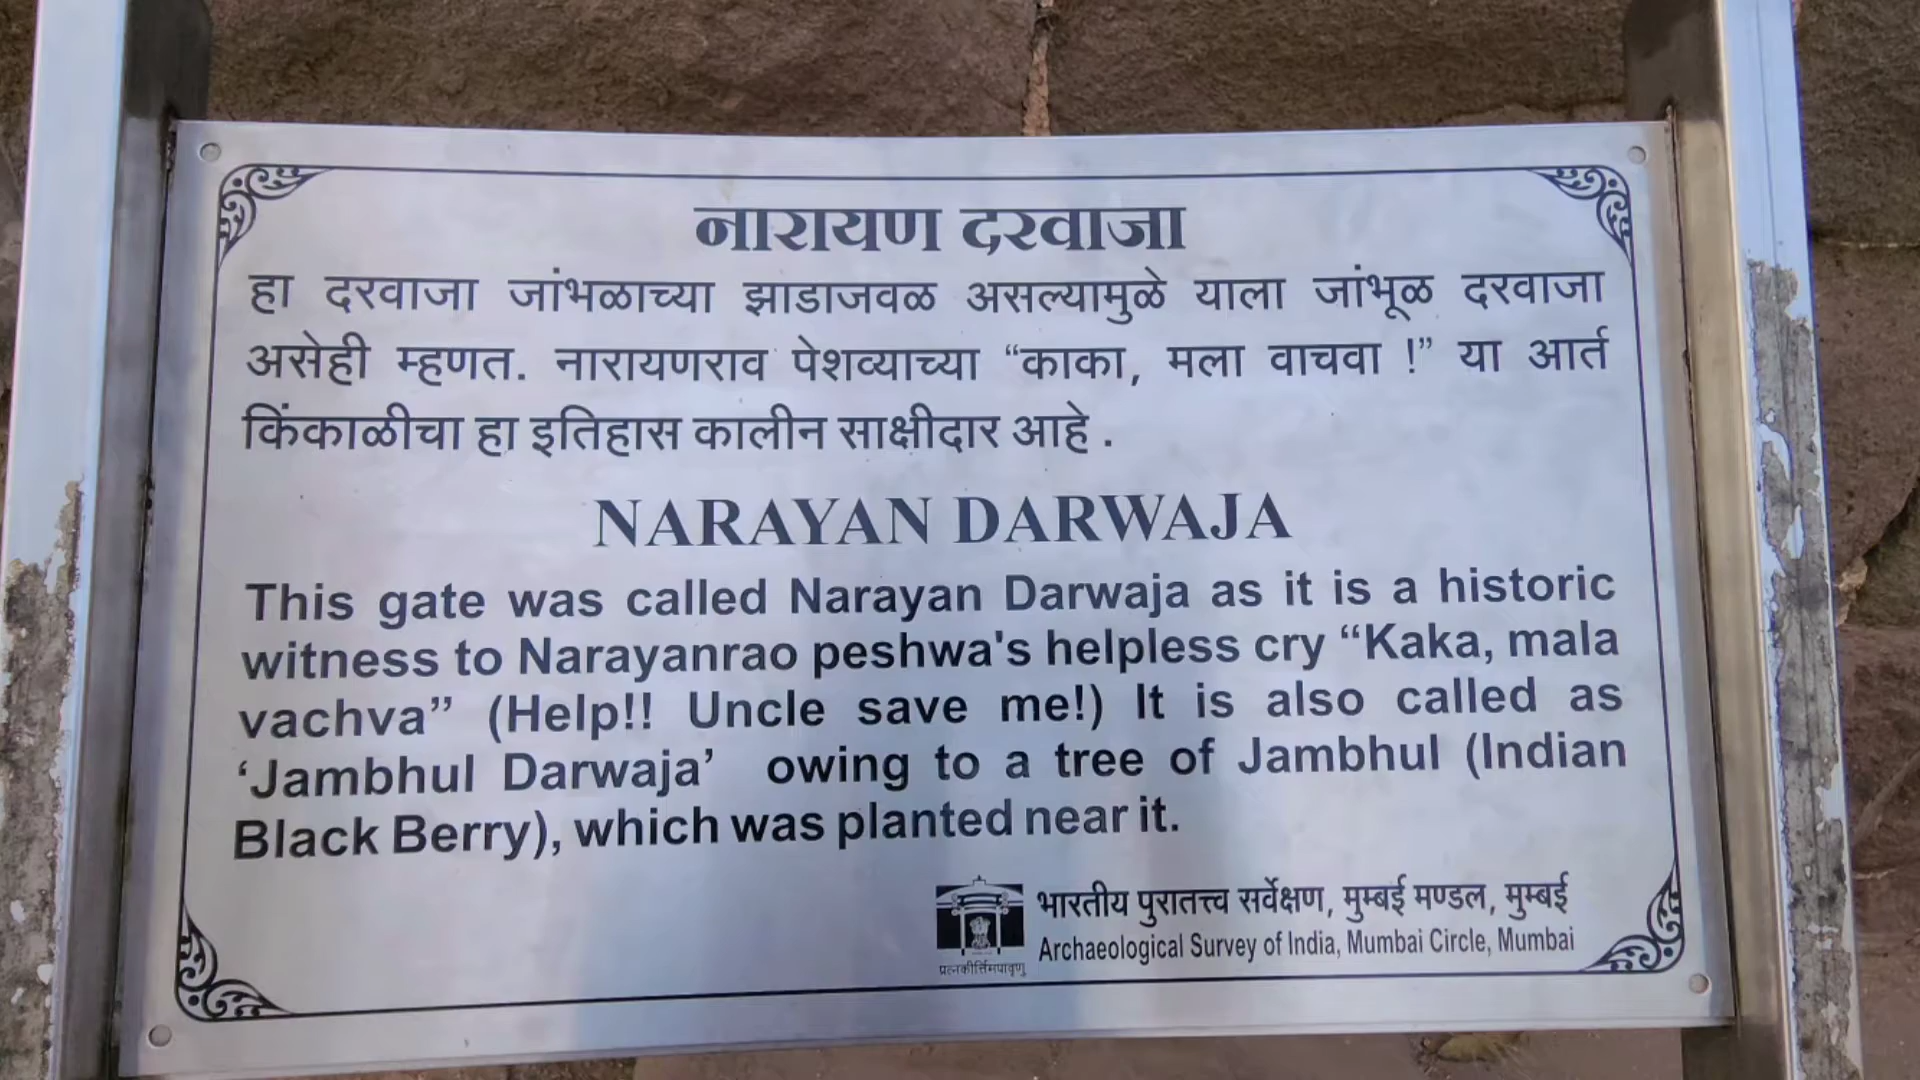 नारायण दरवाजा
हा दरवाजा जांभळाच्या झाडाजवळ असल्यामुळे याला जांभूळ दरवाजा
असेही म्हणत. नारायणराव पेशव्याच्या “काका, मला वाचवा !” या आर्त
किंकाळीचा हा इतिहास कालीन साक्षीदार आहे .
NARAYAN DARWAJA
This gate was called Narayan Darwaja as it is a historic
witness to Narayanrao peshwa's helpless cry “Kaka, mala
vachva” (Help!! Uncle save me!) It is also called as
‘Jambhul Darwaja’ owing to a tree of Jambhul (Indian
Black Berry), which was planted near it.
भारतीय पुरातत्त्व सर्वेक्षण, मुम्बई मण्डल, मुम्बई
Archaeological Survey of India, Mumbai Circle, Mumbai
प्रत्नकीर्तिमपावृणु